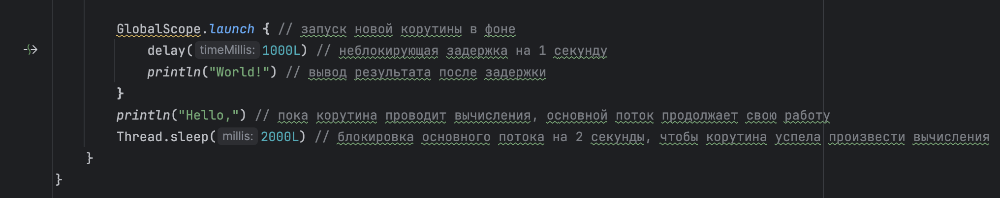 GlobalScope.launch { // запуск новой корутины в фоне
delay( timeMillis: 1000L) // неблокирующая задержка на 1 секунду
println("World!") // вывод результата после задержки
}
println("Hello,") // пока корутина проводит вычисления, основной поток продолжает свою работу
Thread.sleep( millis: 2000L) // блокировка основного потока на 2 секунды, чтобы корутина успела произвести вычисления
}
}